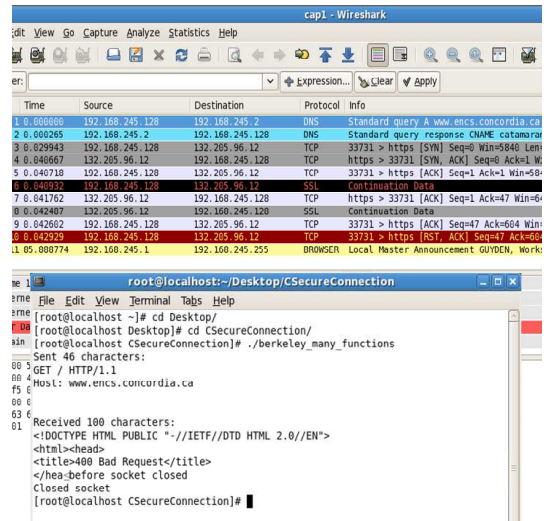 cap1 - Wireshark
Edit View Go Capture Analyze Statistics Help
Expression... Clear Apply
Time Source Destination Protocol Info
1 0.000000 192.168.245.128 192.168.245.2 DNS Standard query A www.encs.concordia.ca
2 0.000265 192.168.245.2 192.168.245.128 DNS Standard query response CNAME catamaran
3 0.029943 192.168.245.128 132.205.96.12 TCP 33731 > https [SYN] Seq=0 Win=5840 Len=
4 0.040667 132.205.96.12 192.168.245.128 TCP https > 33731 [SYN, ACK] Seq=0 Ack=1 W
5 0.040718 192.168.245.128 132.205.96.12 TCP 33731 > https [ACK] Seq=1 Ack=1 Win=584
6 0.040932 192.168.245.128 132.205.96.12 SSL Continuation Data
7 0.041762 132.205.96.12 192.168.245.128 TCP https > 33731 [ACK] Seq=1 Ack=47 Win=64
8 0.042407 132.205.96.12 192.168.245.128 SSL Continuation Data
9 0.042602 192.168.245.128 132.205.96.12 TCP 33731 > https [ACK] Seq=47 Ack=604 Win=
10 0.042929 192.168.245.128 132.205.96.12 TCP 33731 > https [RST, ACK] Seq=47 Ack=60
11 85.080774 192.168.245.1 192.168.245.255 BROWSER Local Master Announcement GUYDEN, Works
root@localhost:~/Desktop/CSecureConnection
File Edit View Terminal Tabs Help
[root@localhost ~]# cd Desktop/
[root@localhost Desktop]# cd CSecureConnection/
[root@localhost CSecureConnection]# ./berkeley_many_functions
Sent 46 characters:
GET / HTTP/1.1
Host: www.encs.concordia.ca
Received 100 characters:
<!DOCTYPE HTML PUBLIC "-//IETF//DTD HTML 2.0//EN">
<html><head>
<title>400 Bad Request</title>
</hea<before socket closed
Closed socket
[root@localhost CSecureConnection]#